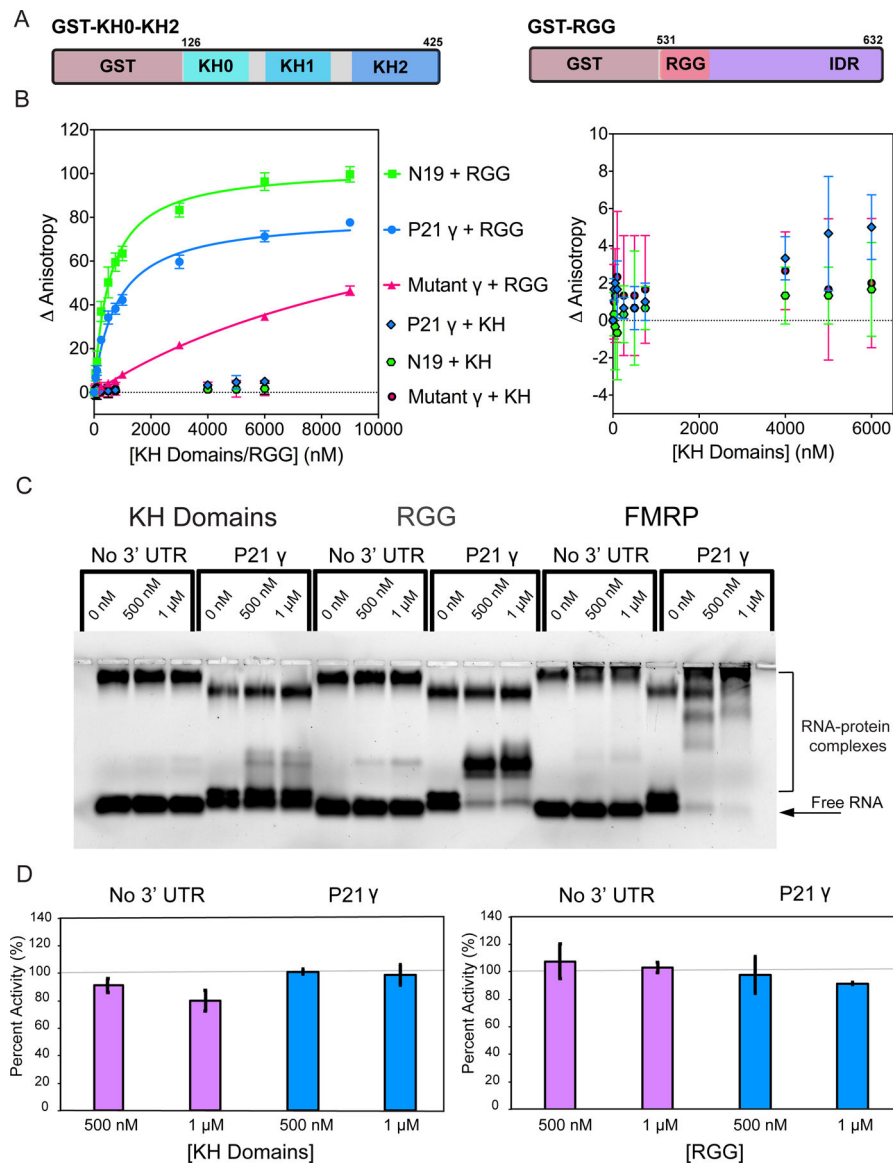 A
GST-KH0-KH2
126
425
GST
KH0
KH1
KH2
GST-RGG
531
632
GST
RGG
IDR
B
120
100
80
60
40
20
0
Δ Anisotropy
0
2000
4000
6000
8000
10000
[KH Domains/RGG] (nM)
N19 + RGG
P21 γ + RGG
Mutant γ + RGG
P21 γ + KH
N19 + KH
Mutant γ + KH
10
8
6
4
2
0
-2
-4
Δ Anisotropy
0
2000
4000
6000
[KH Domains] (nM)
C
KH Domains
RGG
FMRP
No 3' UTR
P21 γ
No 3' UTR
P21 γ
No 3' UTR
P21 γ
0 nM 500 nM 1 µM
0 nM 500 nM 1 µM
0 nM 500 nM 1 µM
0 nM 500 nM 1 µM
0 nM 500 nM 1 µM
0 nM 500 nM 1 µM
RNA-protein
complexes
Free RNA
D
No 3' UTR
P21 γ
140
120
100
80
60
40
20
0
Percent Activity (%)
500 nM
1 µM
500 nM
1 µM
[KH Domains]
No 3' UTR
P21 γ
140
120
100
80
60
40
20
0
Percent Activity (%)
500 nM
1 µM
500 nM
1 µM
[RGG]